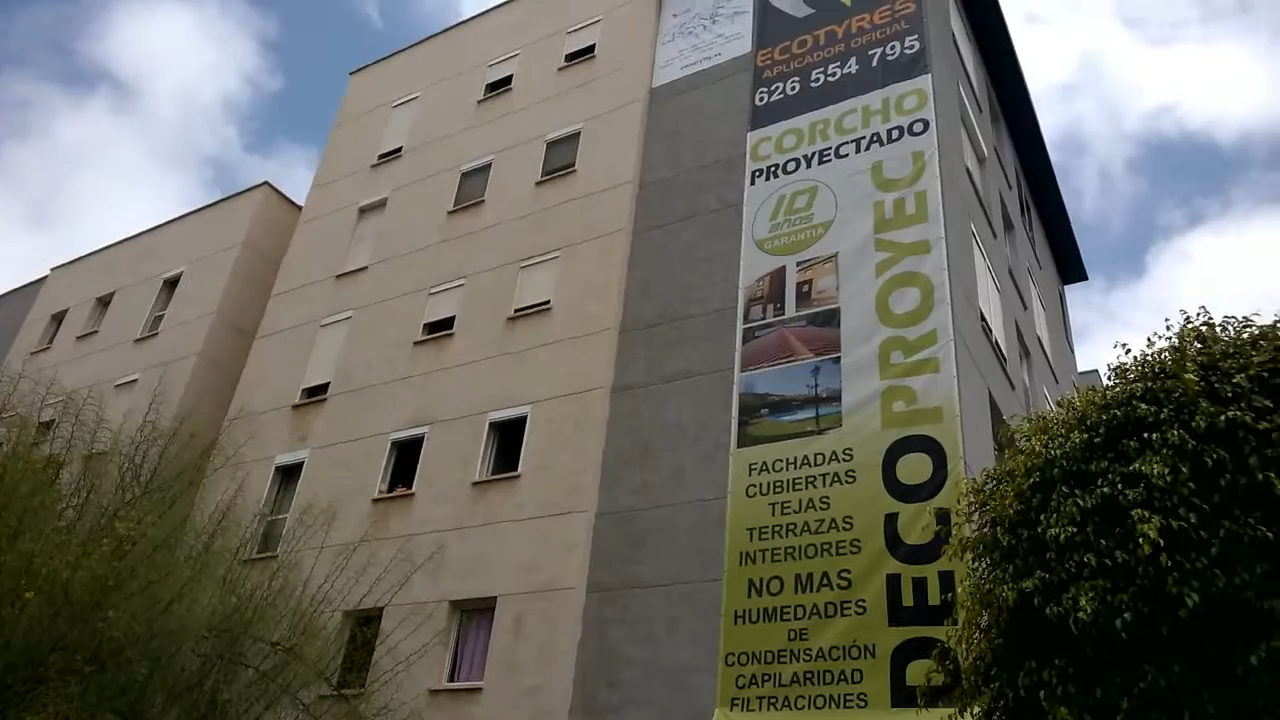 ECOTYRES
APLICADOR OFICIAL
626 554 795
CORCHO
PROYECTADO
10
años
GARANTIA
DECOPROYEC
FACHADAS
CUBIERTAS
TEJAS
TERRAZAS
INTERIORES
NO MAS
HUMEDADES
DE
CONDENSACIÓN
CAPILARIDAD
FILTRACIONES